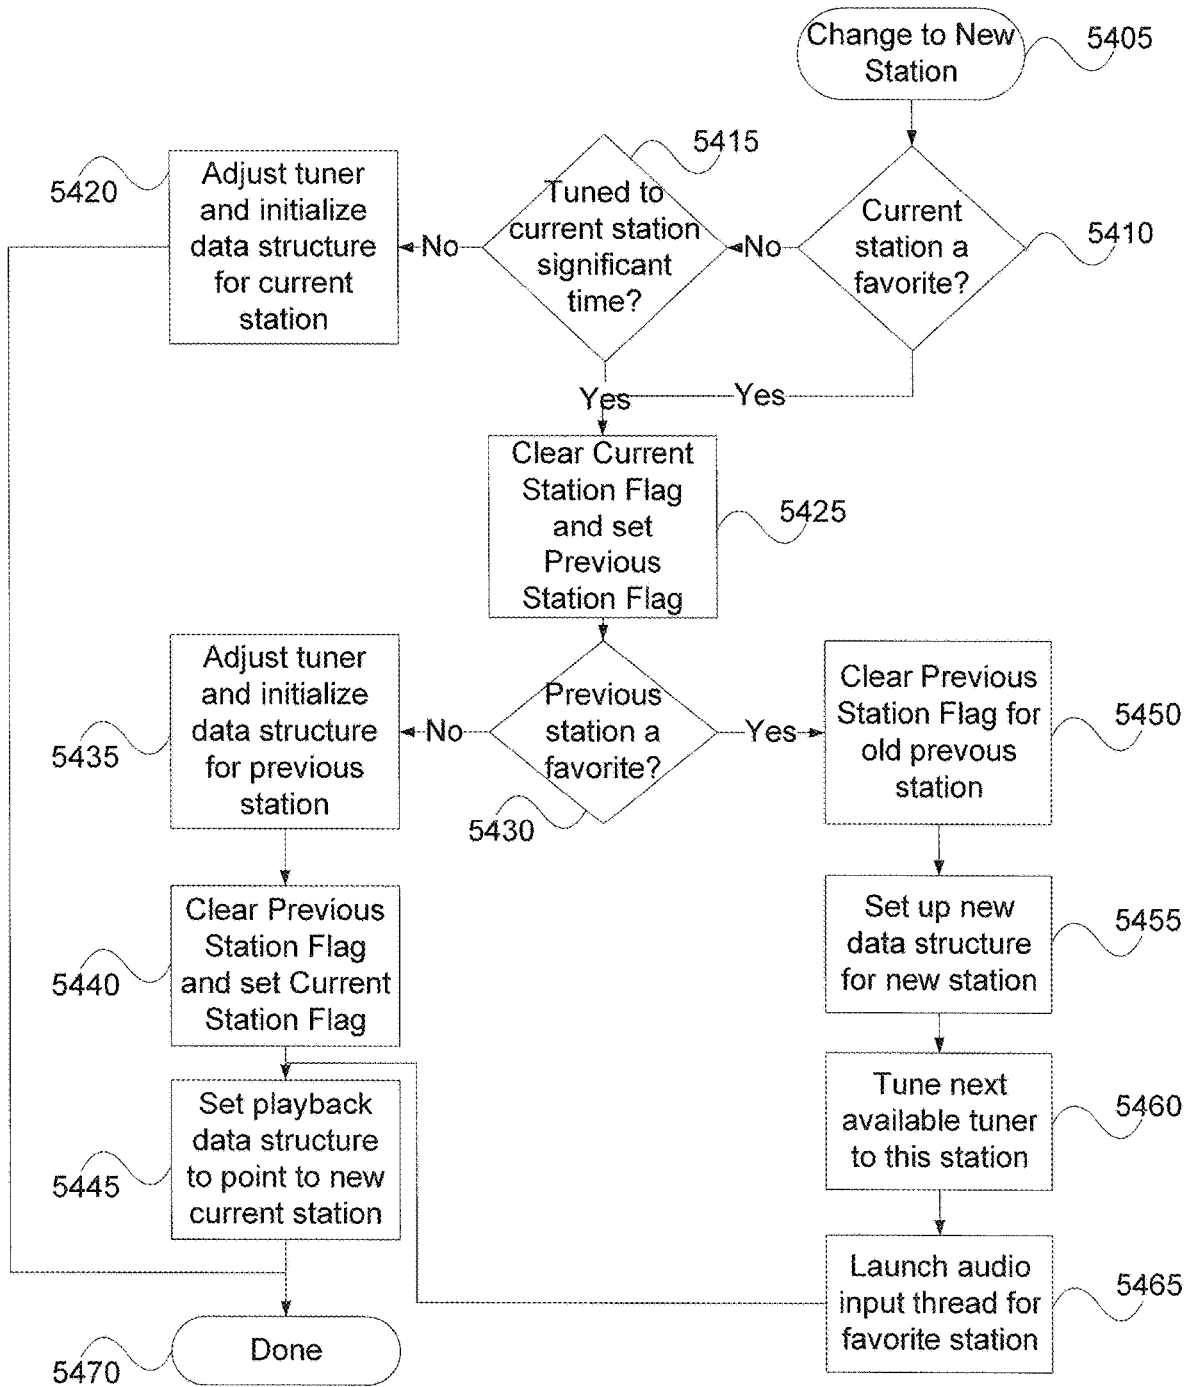 Change to New
Station
5405
5415
5420
Adjust tuner
and initialize
data structure
for current
station
No
Tuned to
current station
significant
time?
No
Current
station a
favorite?
5410
Yes
Yes
Clear Current
Station Flag
and set
Previous
Station Flag
5425
5435
Adjust tuner
and initialize
data structure
for previous
station
No
Previous
station a
favorite?
5430
Yes
Clear Previous
Station Flag for
old prevous
station
5450
5440
Clear Previous
Station Flag
and set Current
Station Flag
Set up new
data structure
for new station
5455
5445
Set playback
data structure
to point to new
current station
Tune next
available tuner
to this station
5460
Launch audio
input thread for
favorite station
5465
5470
Done